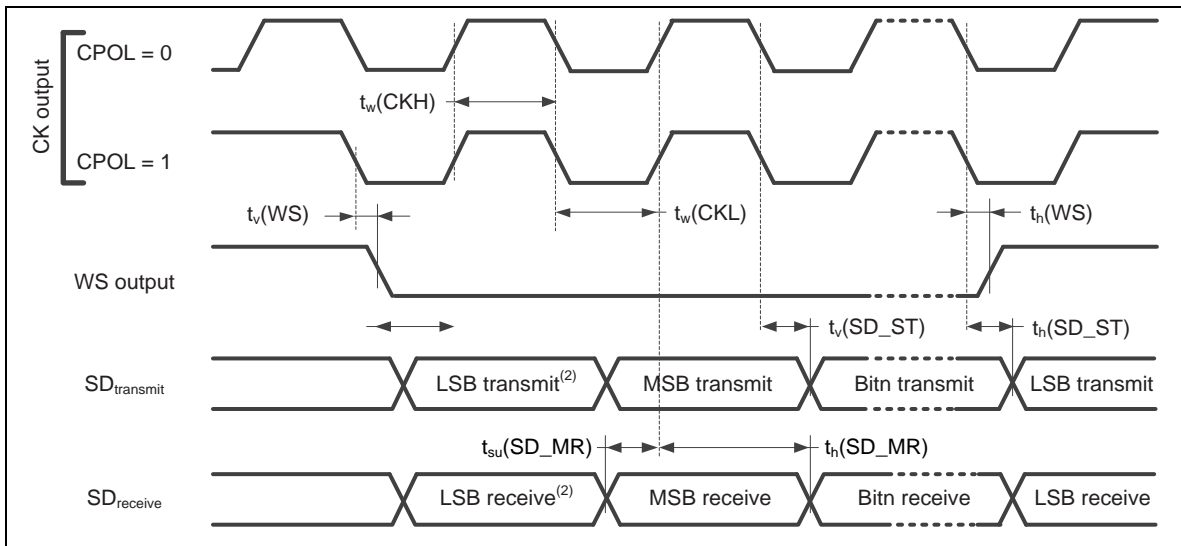 CK output
CPOL = 0
tw(CKH)
CPOL = 1
tv(WS)
tw(CKL)
th(WS)
WS output
tv(SD_ST)
th(SD_ST)
SDtransmit
LSB transmit(2)
MSB transmit
Bitn transmit
LSB transmit
tsu(SD_MR)
th(SD_MR)
SDreceive
LSB receive(2)
MSB receive
Bitn receive
LSB receive